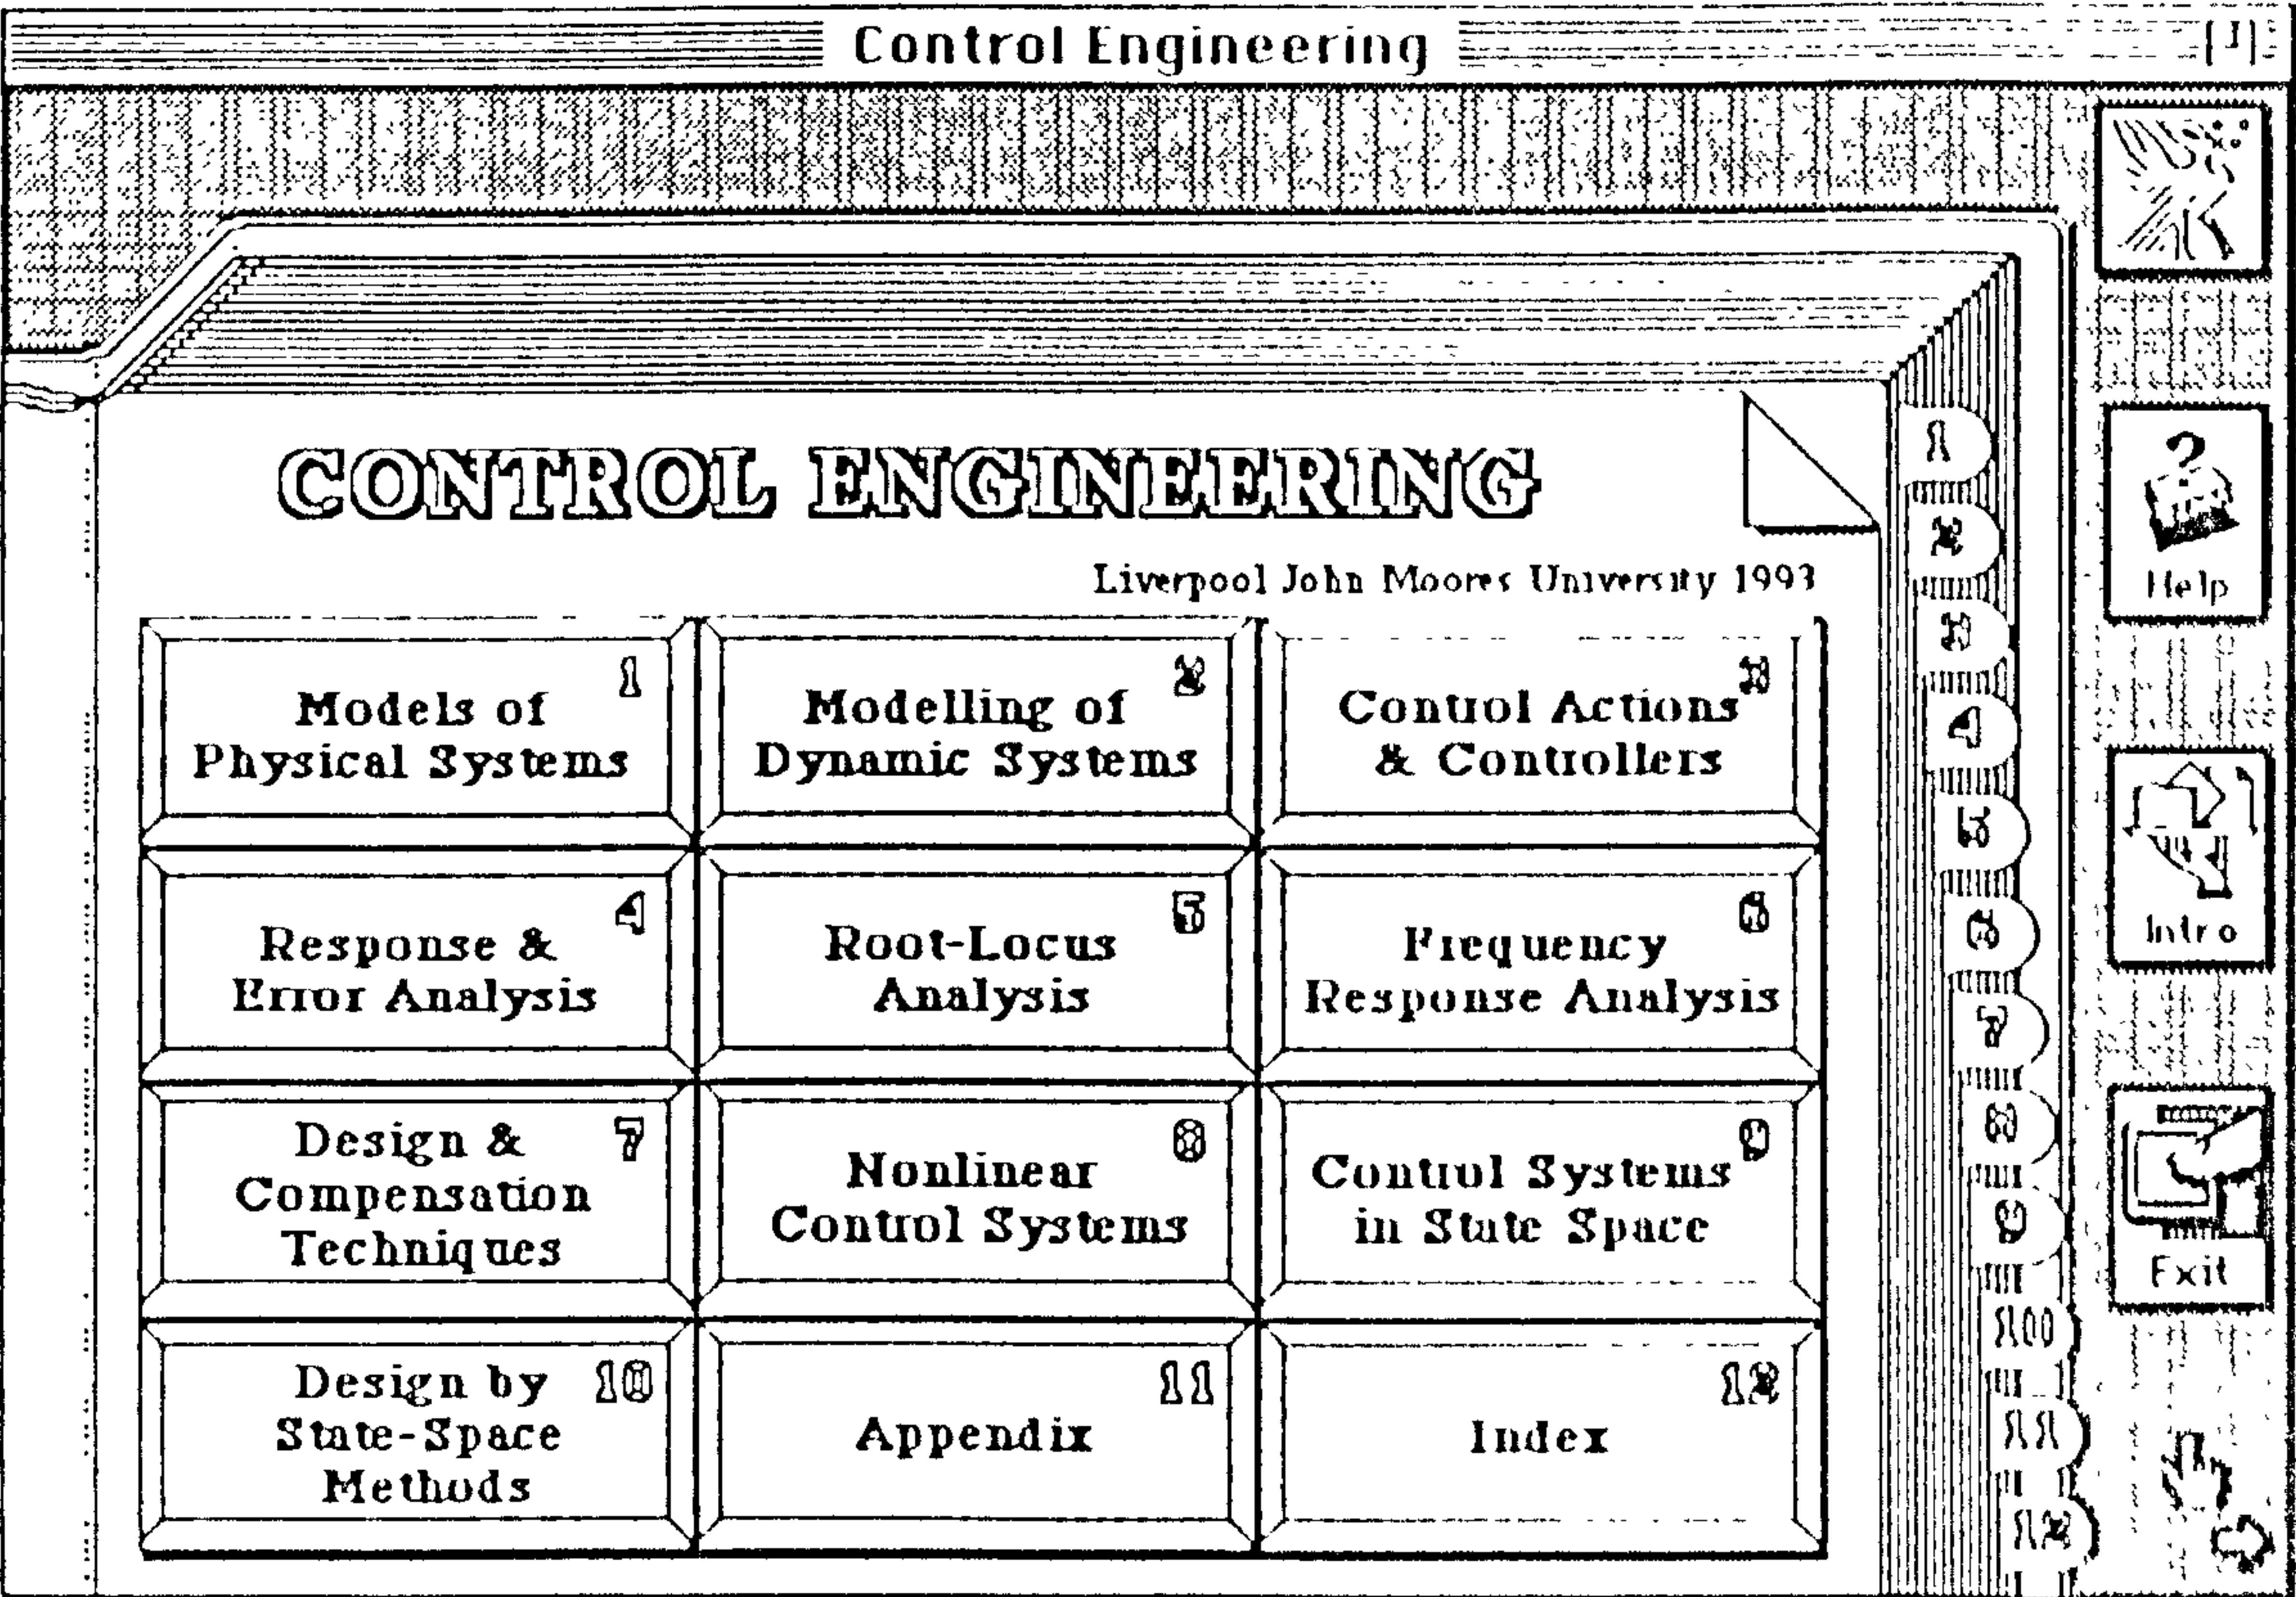 Control Engineering
CONTROL ENGINEERING
Liverpool John Moores University 1993
1
Models of
Physical Systems
2
Modelling of
Dynamic Systems
3
Control Actions
& Controllers
4
Response &
Error Analysis
5
Root-Locus
Analysis
6
Frequency
Response Analysis
7
Design &
Compensation
Techniques
8
Nonlinear
Control Systems
9
Control Systems
in State Space
10
Design by
State-Space
Methods
11
Appendix
12
Index
1
2
3
4
5
6
7
8
9
10
11
12
?
Help
Intro
Exit